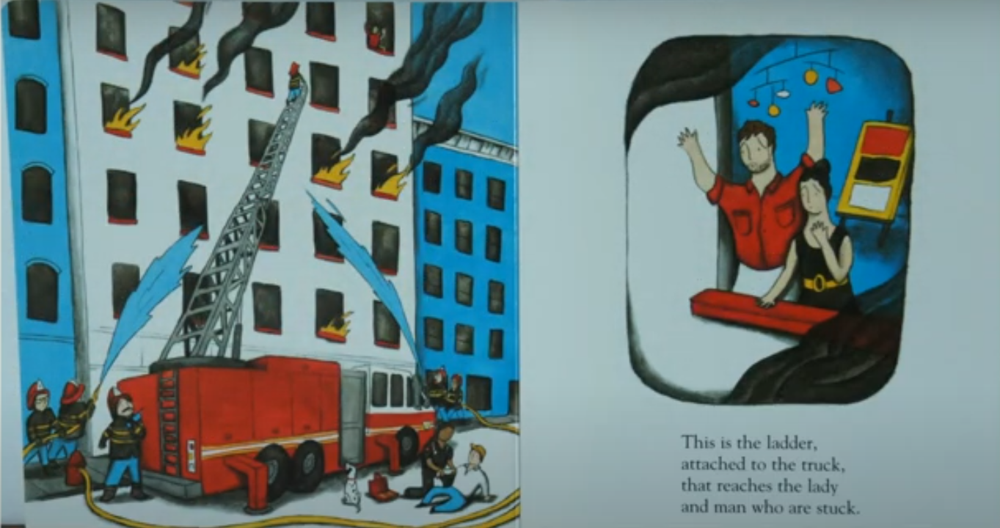 This is the ladder,
attached to the truck,
that reaches the lady
and man who are stuck.